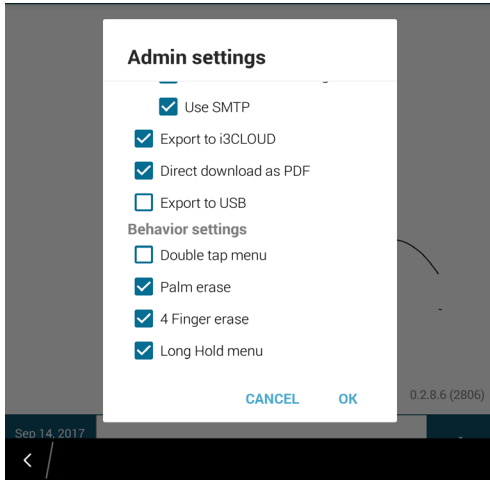 Admin settings
Use SMTP
Export to i3CLOUD
Direct download as PDF
Export to USB
Behavior settings
Double tap menu
Palm erase
4 Finger erase
Long Hold menu
CANCEL OK
0.2.8.6 (2806)
Sep 14, 2017